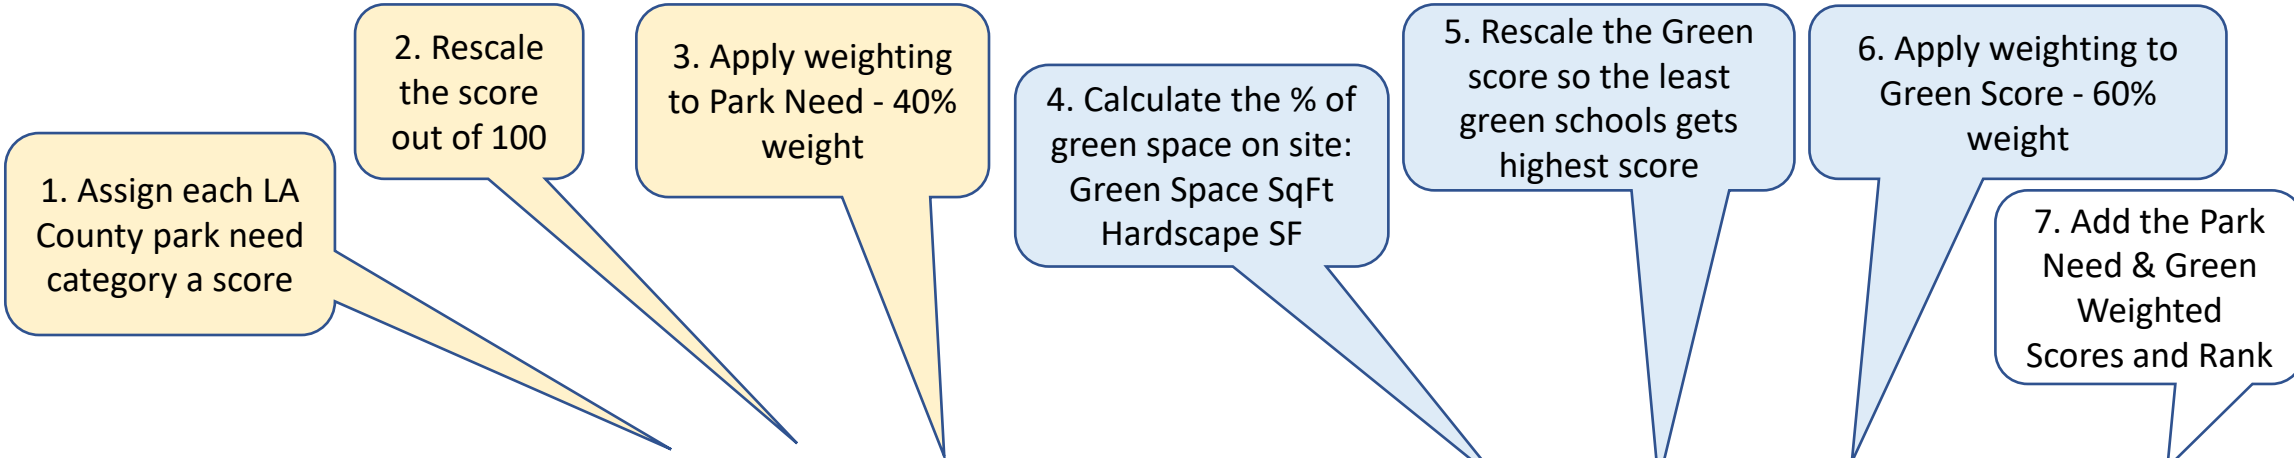 1. Assign each LA
County park need
category a score
2. Rescale
the score
out of 100
3. Apply weighting
to Park Need - 40%
weight
4. Calculate the % of
green space on site:
Green Space SqFt
Hardscape SF
5. Rescale the Green
score so the least
green schools gets
highest score
6. Apply weighting to
Green Score - 60%
weight
7. Add the Park
Need & Green
Weighted
Scores and Rank